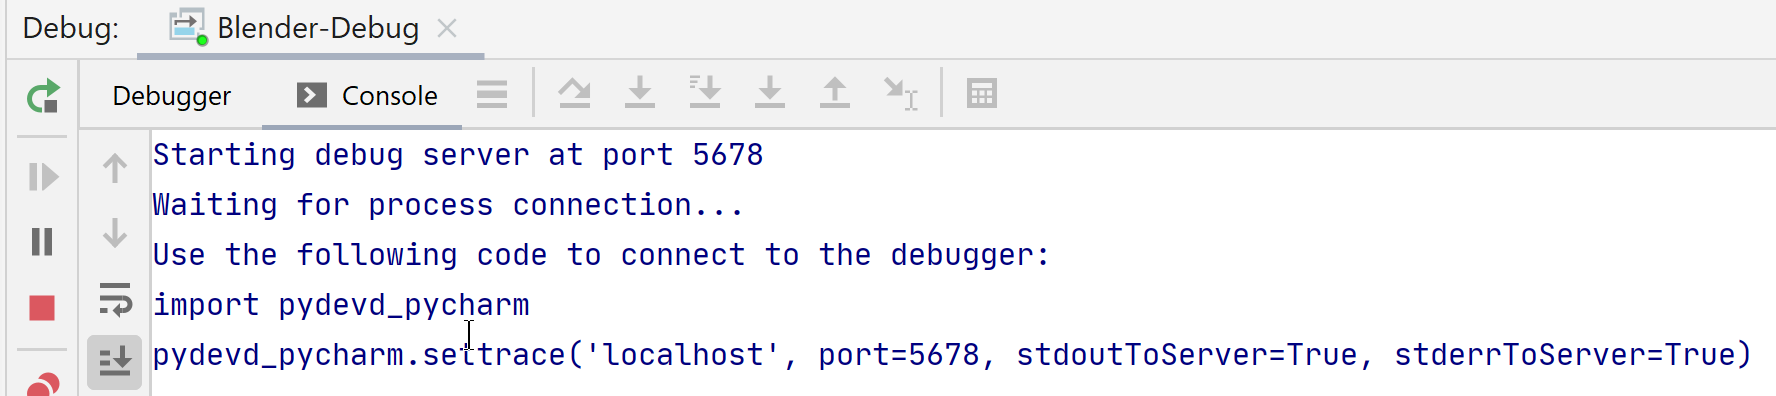 Debug: Blender-Debug
Debugger Console
Starting debug server at port 5678
Waiting for process connection...
Use the following code to connect to the debugger:
import pydevd_pycharm
pydevd_pycharm.settrace('localhost', port=5678, stdoutToServer=True, stderrToServer=True)